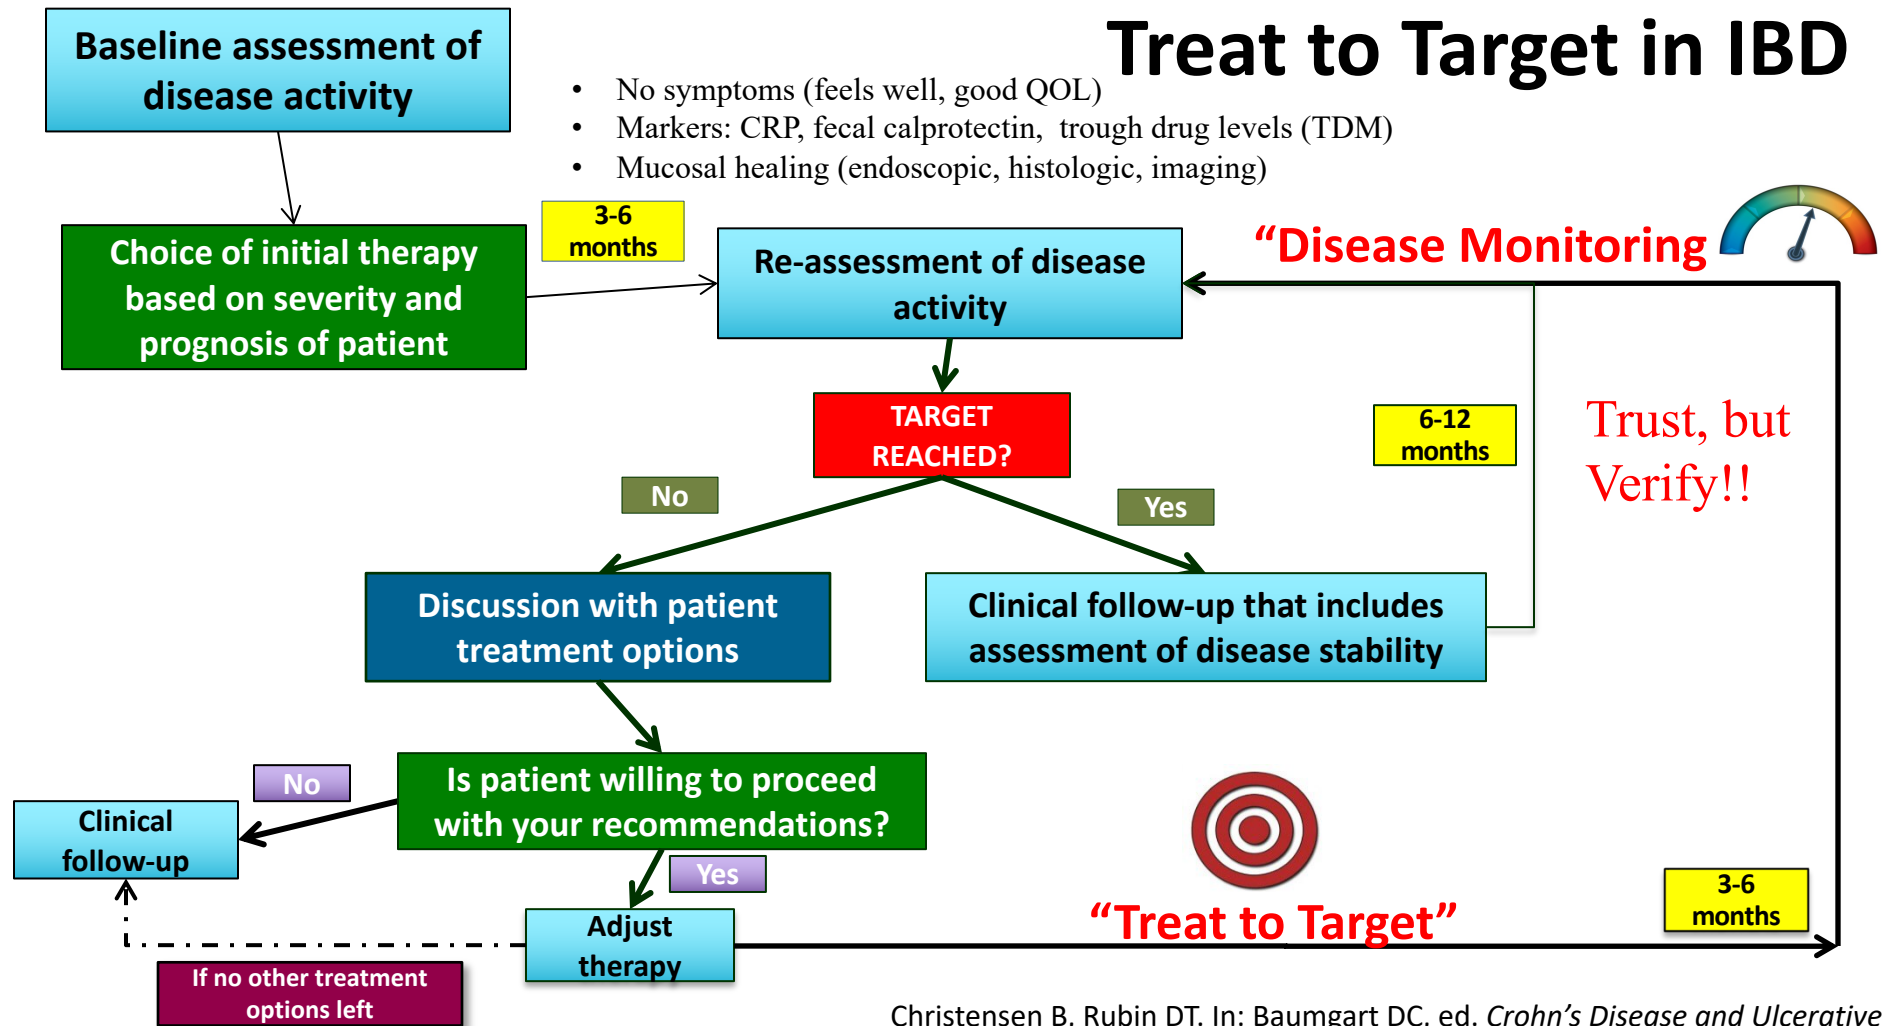 Treat to Target in IBD
Baseline assessment of
disease activity
• No symptoms (feels well, good QOL)
• Markers: CRP, fecal calprotectin, trough drug levels (TDM)
• Mucosal healing (endoscopic, histologic, imaging)
Choice of initial therapy
based on severity and
prognosis of patient
3-6
months
Re-assessment of disease
activity
“Disease Monitoring
TARGET
REACHED?
6-12
months
Trust, but
Verify!!
No
Yes
Discussion with patient
treatment options
Clinical follow-up that includes
assessment of disease stability
Is patient willing to proceed
with your recommendations?
No
Clinical
follow-up
Yes
Adjust
therapy
“Treat to Target”
3-6
months
If no other treatment
options left
Christensen B, Rubin DT. In: Baumgart DC, ed. Crohn’s Disease and Ulcerative